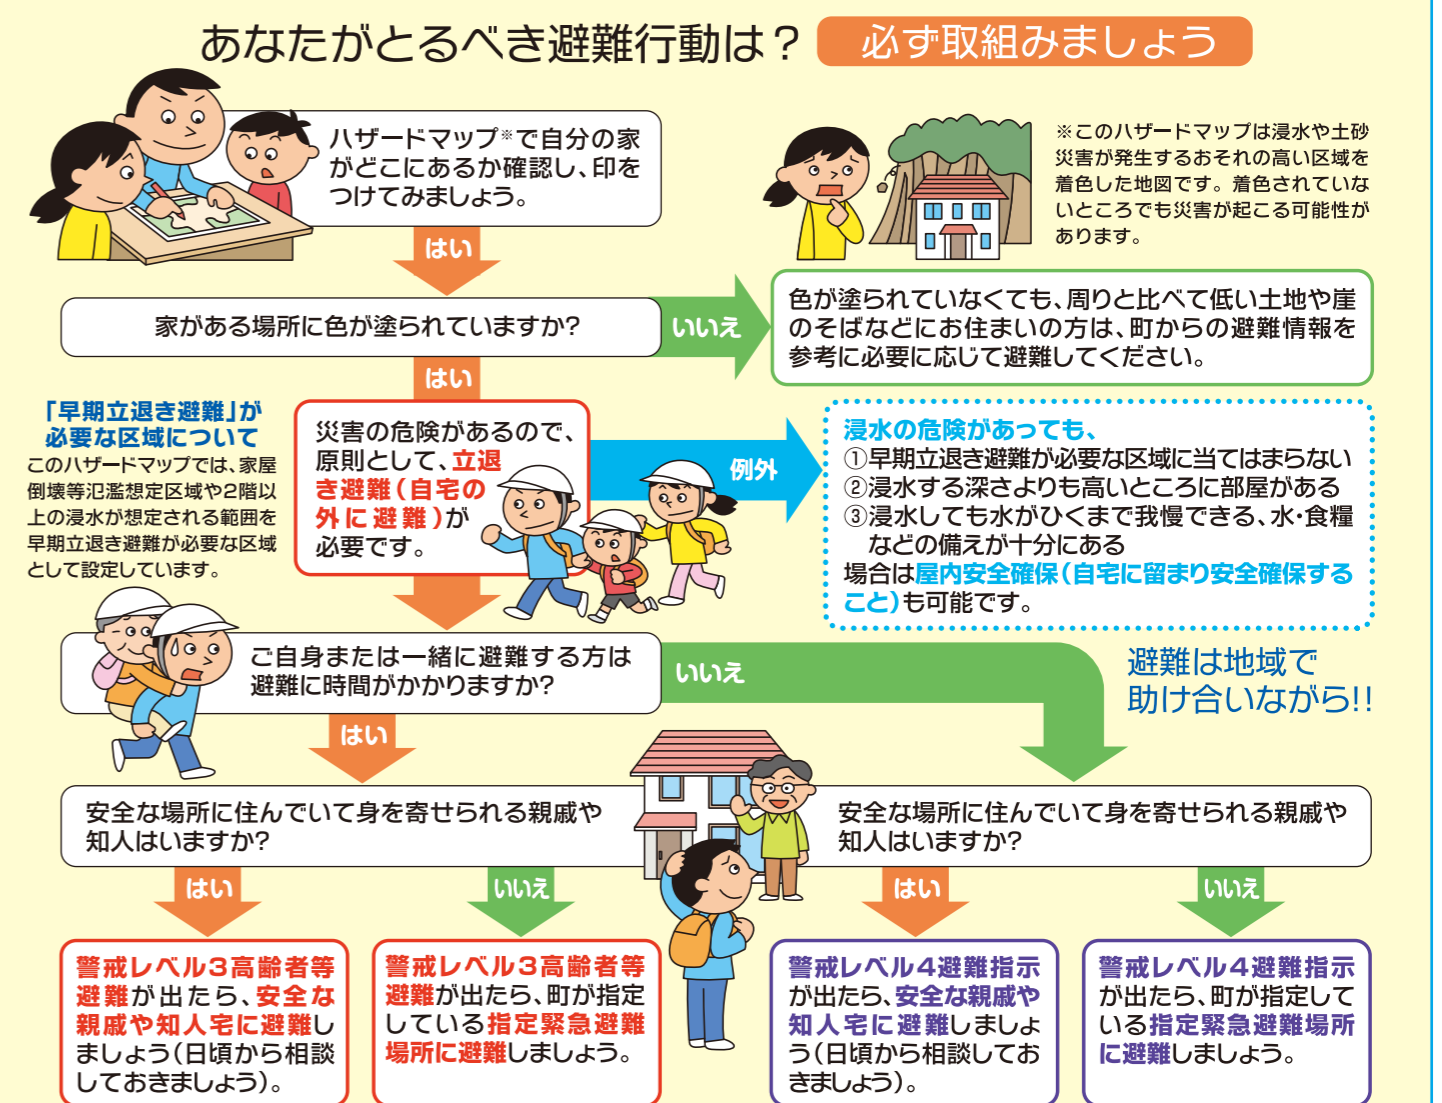 あなたがとるべき避難行動は？
必ず取組みましょう
ハザードマップ※で自分の家
がどこにあるか確認し、印を
つけてみましょう。
※このハザードマップは浸水や土砂
災害が発生するおそれの高い区域を
着色した地図です。着色されていな
いところでも災害が起こる可能性が
あります。
はい
家がある場所に色が塗られていますか?
いいえ
色が塗られていなくても、周りと比べて低い土地や崖
のそばなどにお住まいの方は、町からの避難情報を
参考に必要に応じて避難してください。
はい
「早期立退き避難」が
必要な区域について
このハザードマップでは、家屋
倒壊等氾濫想定区域や2階以
上の浸水が想定される範囲を
早期立退き避難が必要な区域
として設定しています。
災害の危険があるので、
原則として、立退
き避難(自宅の
外に避難)が
必要です。
例外
浸水の危険があっても、
①早期立退き避難が必要な区域に当てはまらない
②浸水する深さよりも高いところに部屋がある
③浸水しても水がひくまで我慢できる、水・食糧
などの備えが十分にある
場合は屋内安全確保(自宅に留まり安全確保する
こと)も可能です。
ご自身または一緒に避難する方は
避難に時間がかかりますか?
いいえ
避難は地域で
助け合いながら!!
はい
安全な場所に住んでいて身を寄せられる親戚や
知人はいますか?
安全な場所に住んでいて身を寄せられる親戚や
知人はいますか?
はい
いいえ
はい
いいえ
警戒レベル3高齢者等
避難が出たら、安全な
親戚や知人宅に避難し
ましょう(日頃から相談
しておきましょう)。
警戒レベル3高齢者等
避難が出たら、町が指定
している指定緊急避難
場所に避難しましょう。
警戒レベル4避難指示
が出たら、安全な親戚や
知人宅に避難しましょ
う(日頃から相談してお
きましょう)。
警戒レベル4避難指示
が出たら、町が指定して
いる指定緊急避難場所
に避難しましょう。